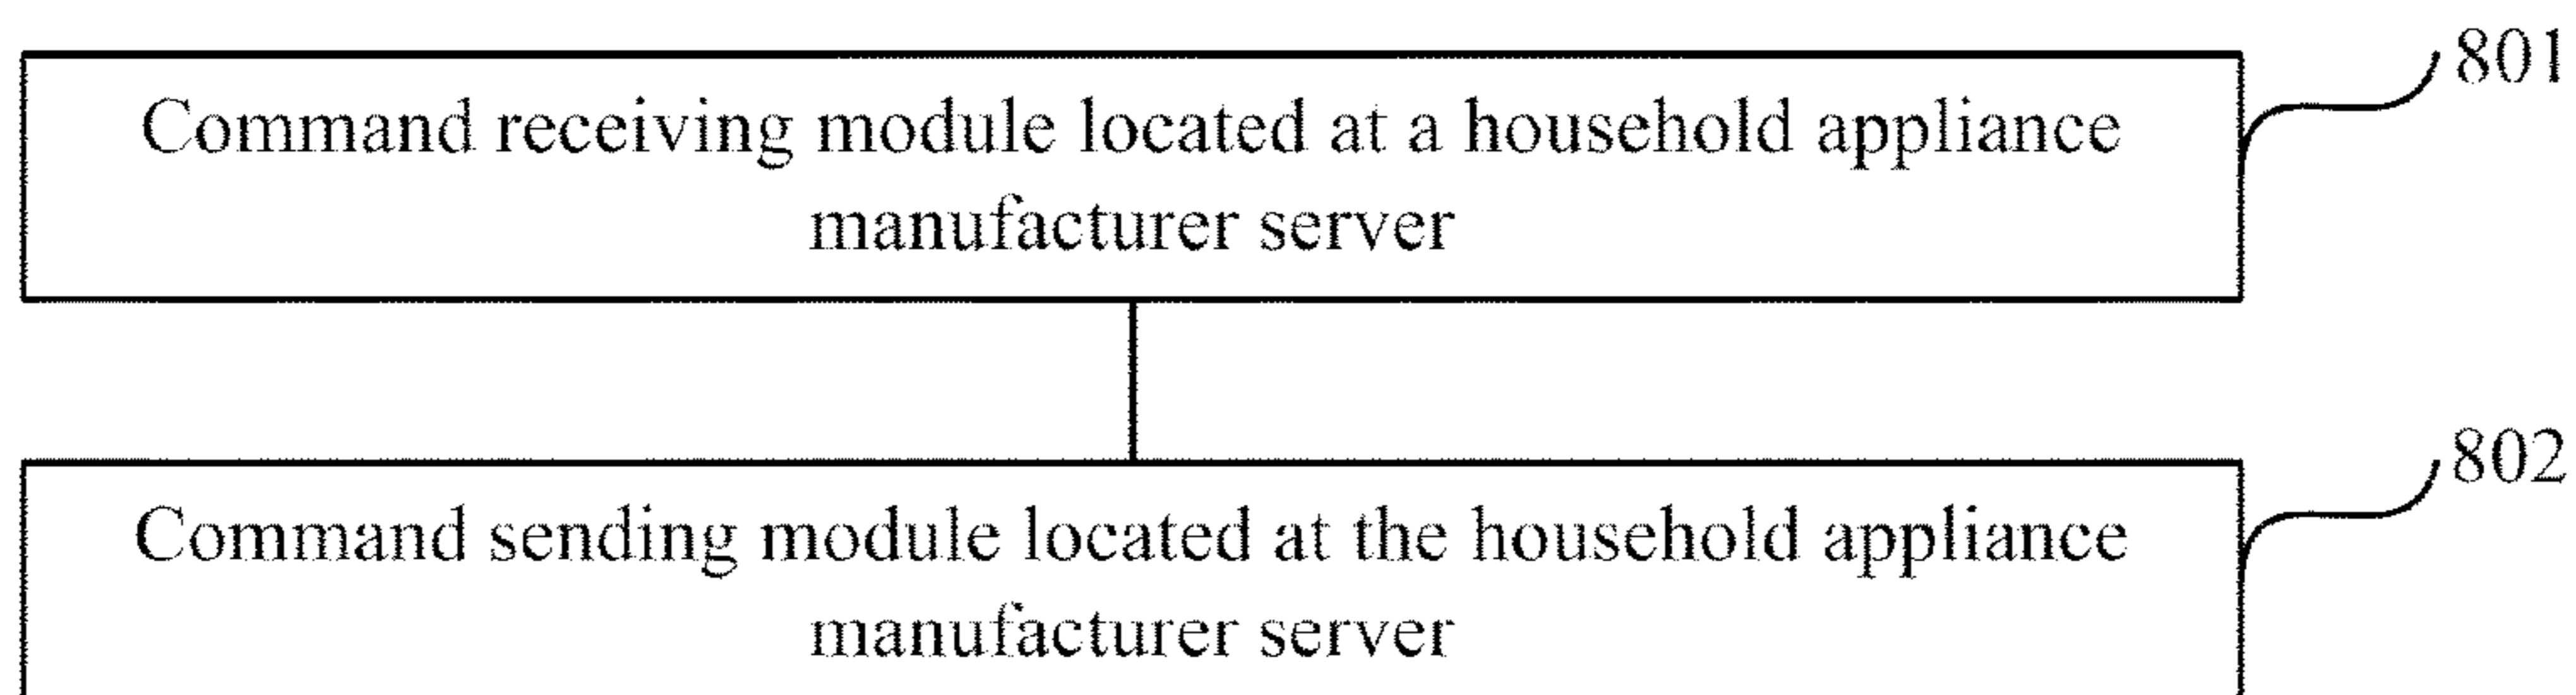 801
Command receiving module located at a household appliance
manufacturer server
802
Command sending module located at the household appliance
manufacturer server